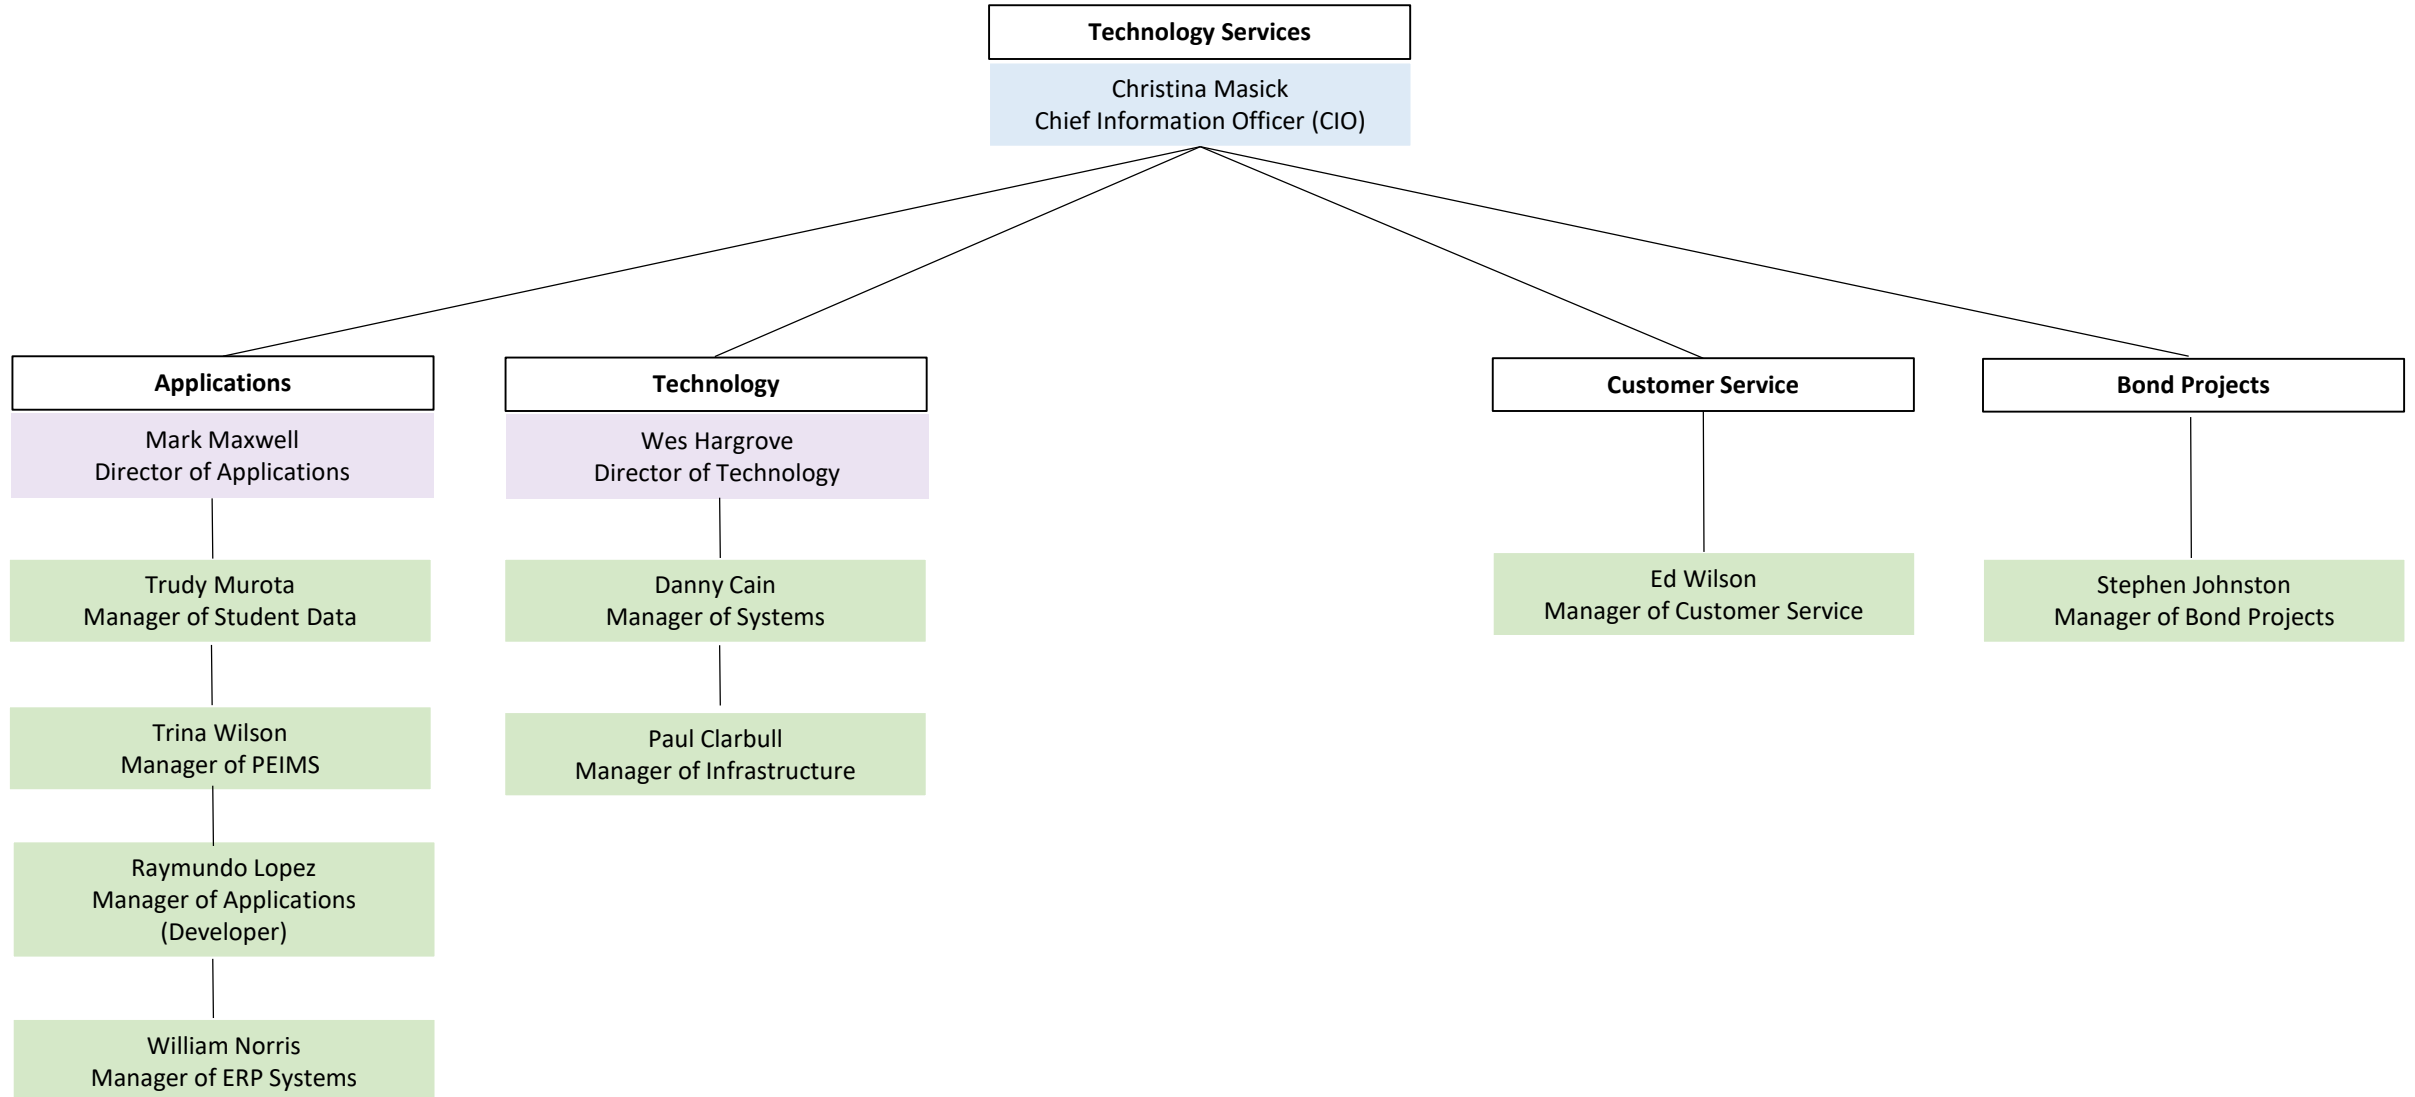 Technology Services
Christina Masick
Chief Information Officer (CIO)
Applications
Mark Maxwell
Director of Applications
Trudy Murota
Manager of Student Data
Trina Wilson
Manager of PEIMS
Raymundo Lopez
Manager of Applications
(Developer)
William Norris
Manager of ERP Systems
Technology
Wes Hargrove
Director of Technology
Danny Cain
Manager of Systems
Paul Clarbull
Manager of Infrastructure
Customer Service
Ed Wilson
Manager of Customer Service
Bond Projects
Stephen Johnston
Manager of Bond Projects